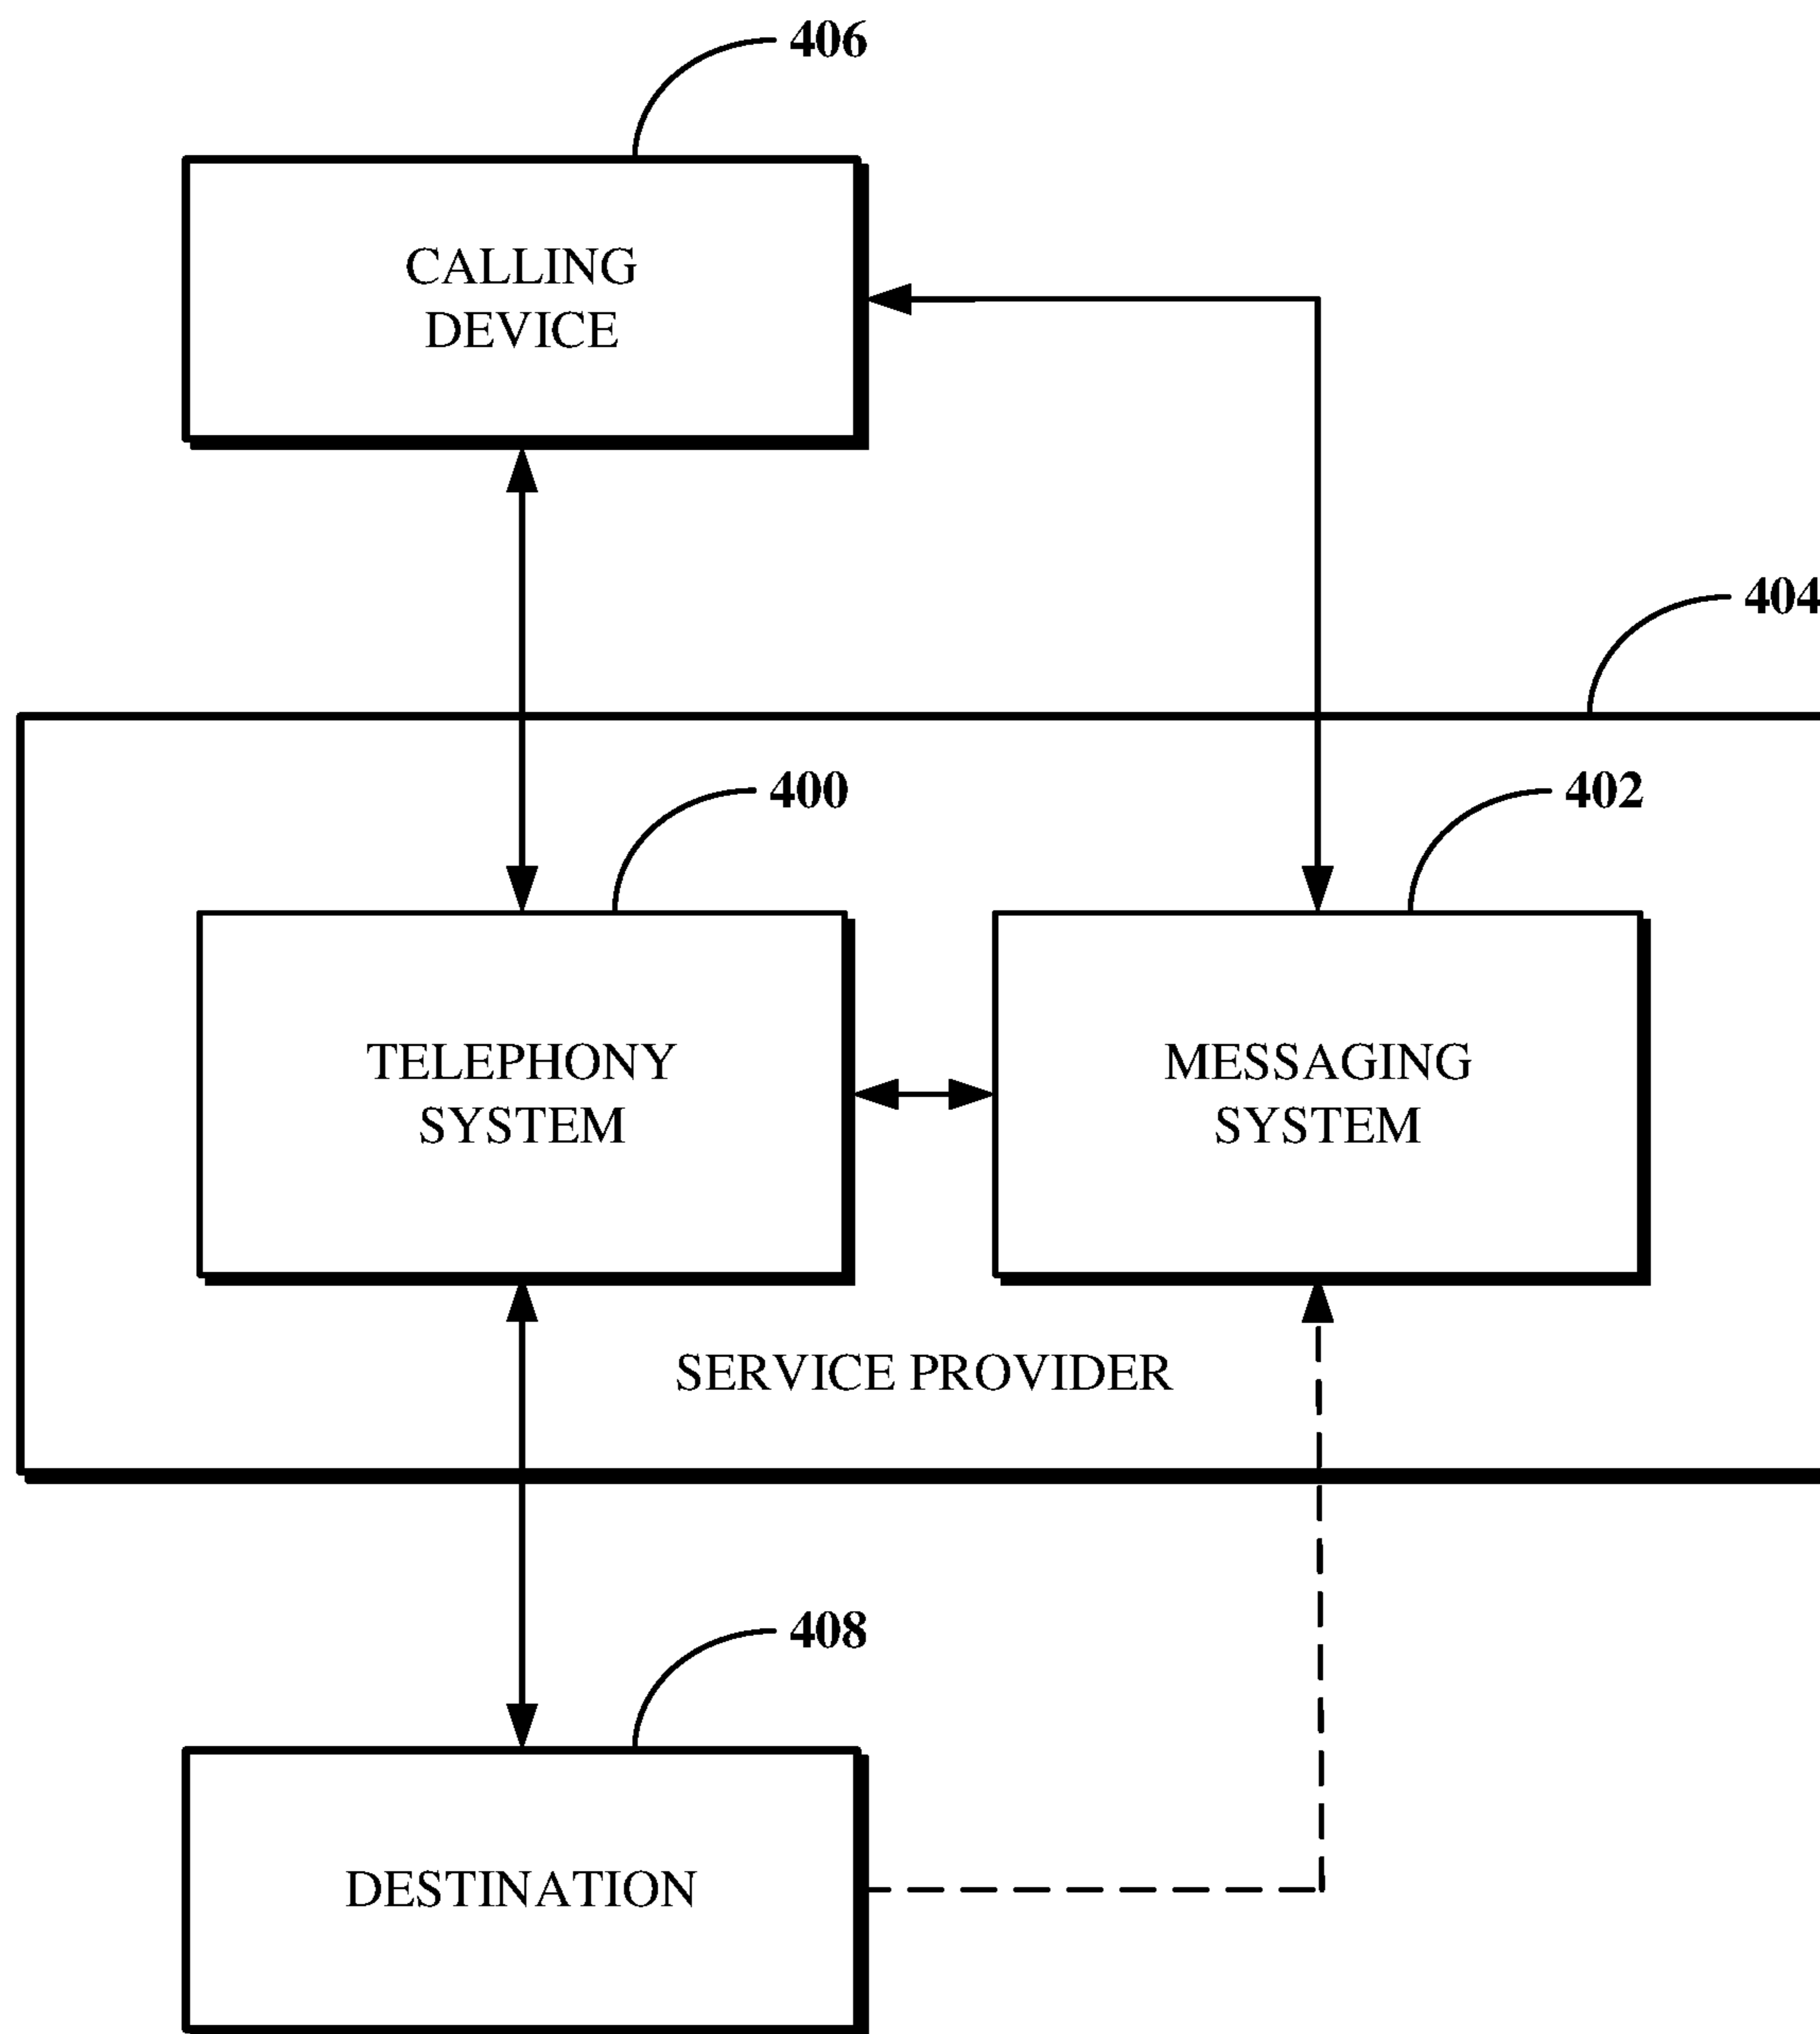 406
CALLING
DEVICE
404
400
402
TELEPHONY
SYSTEM
MESSAGING
SYSTEM
SERVICE PROVIDER
408
DESTINATION